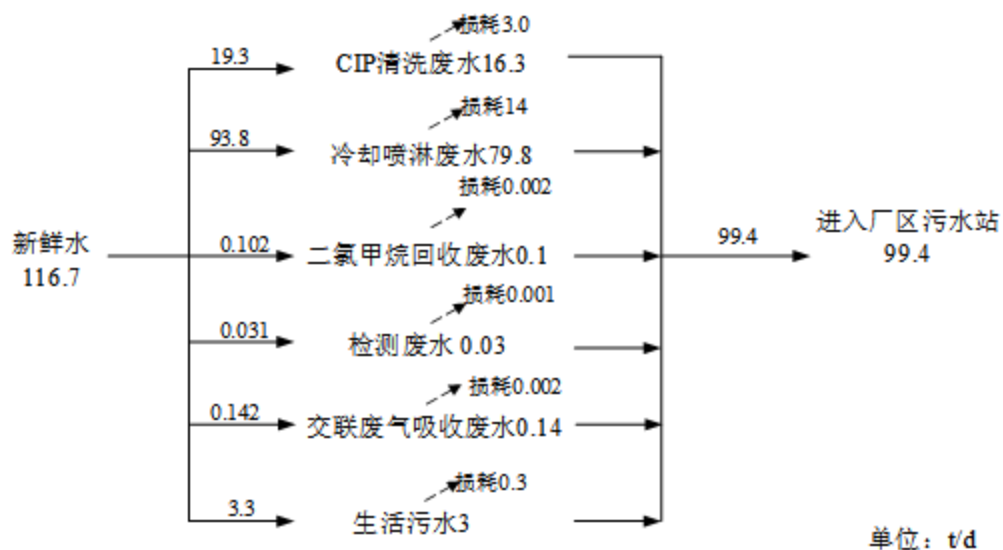 损耗3.0
19.3
CIP清洗废水16.3
损耗14
93.8
冷却喷淋废水79.8
损耗0.002
新鲜水
116.7
0.102
二氯甲烷回收废水0.1
99.4
进入厂区污水站
99.4
损耗0.001
0.031
检测废水 0.03
损耗0.002
0.142
交联废气吸收废水0.14
损耗0.3
3.3
生活污水3
单位：t/d